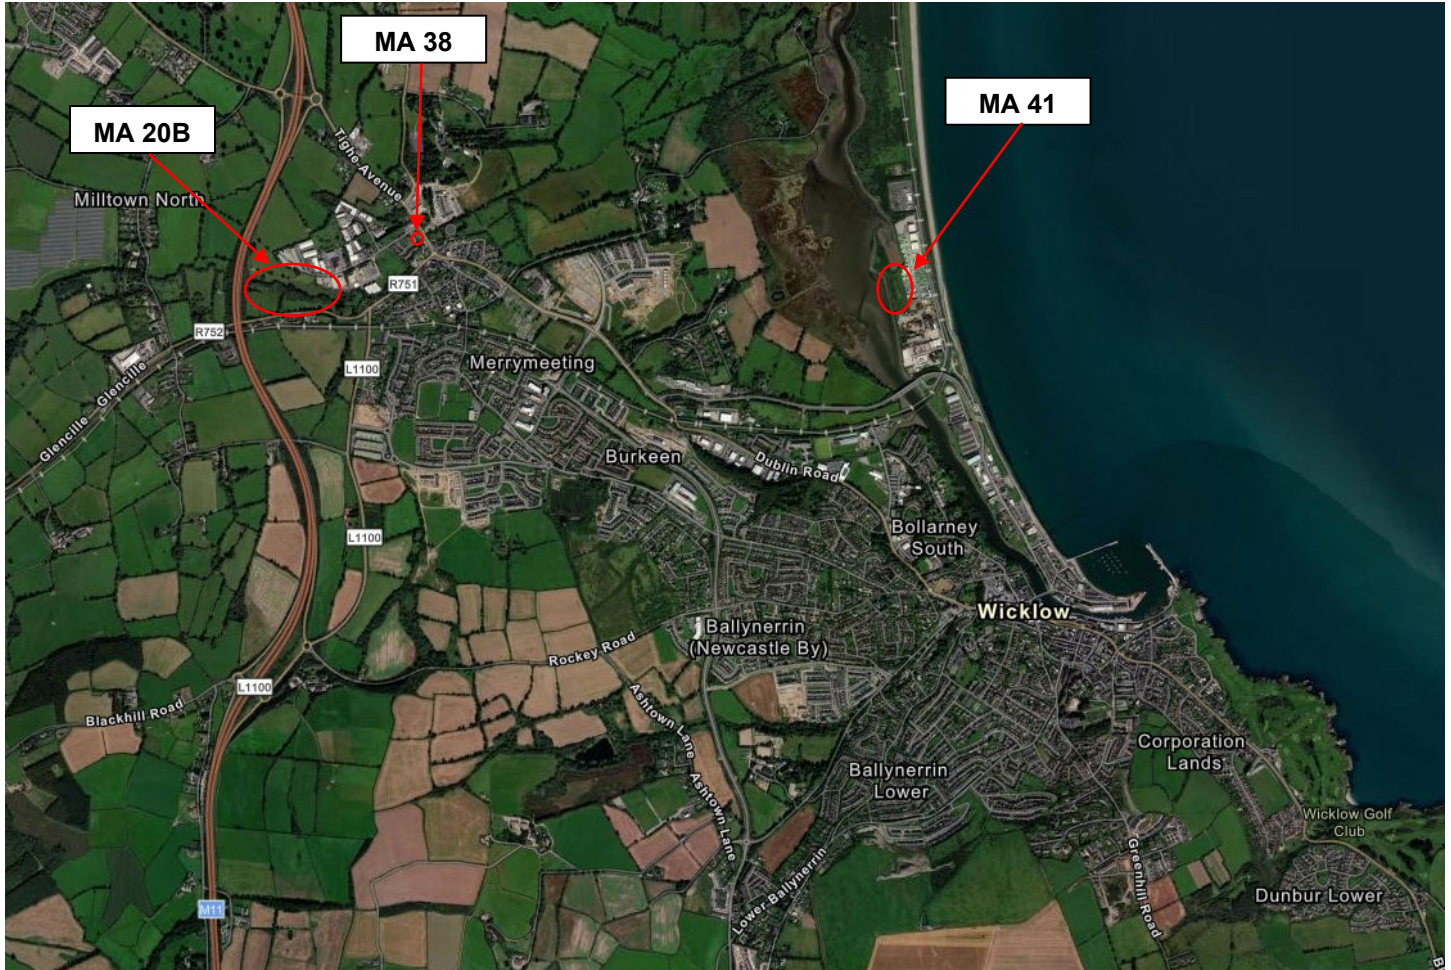 MA 38
MA 41
MA 20B
Tighe Avenue
Milltown North
R751
R752
L1100
Merrymeeting
Glencille
Glencille
Burkeen
Dublin Road
Bollarney
South
L1100
Wicklow
Ballynerrin
(Newcastle By)
Rockey Road
L1100
Blackhill Road
Ashtown Lane
Ashtown Lane
Corporation
Lands
Ballynerrin
Lower
Wicklow Golf
Club
Greenhill Road
Lower Ballynerrin
Dunbur Lower
M11
B